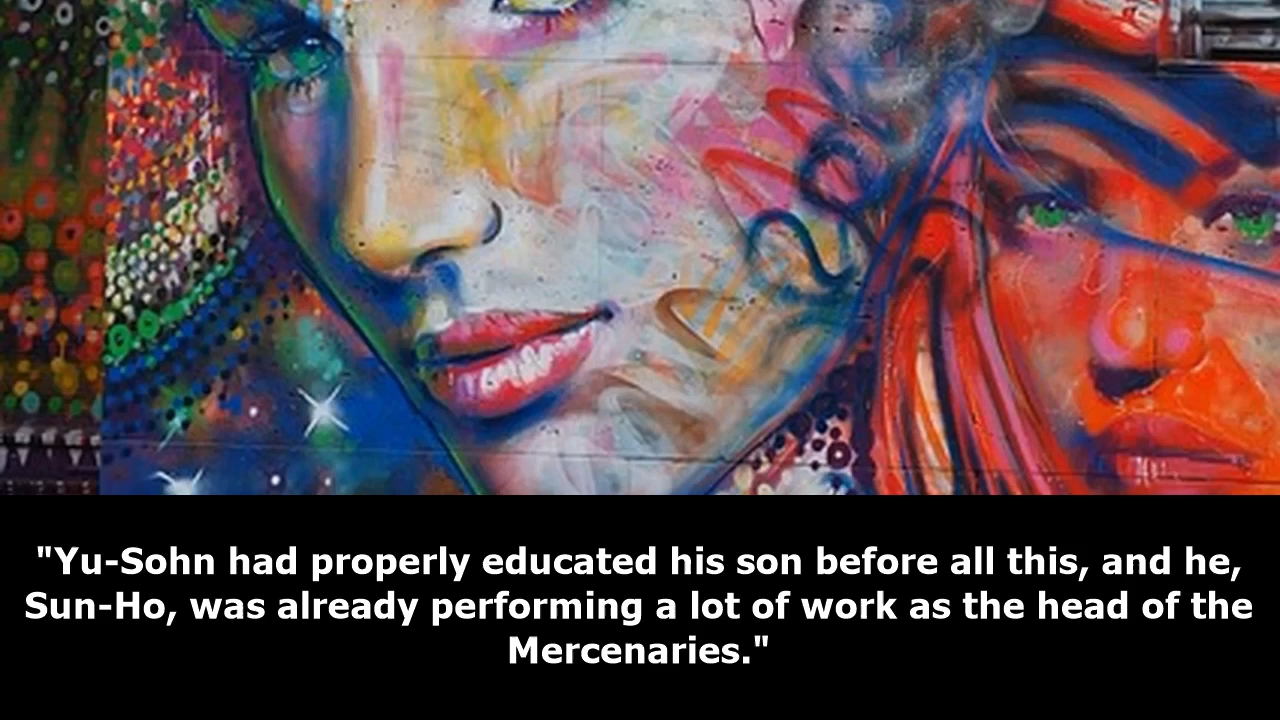 "Yu-Sohn had properly educated his son before all this, and he,
Sun-Ho, was already performing a lot of work as the head of the
Mercenaries."